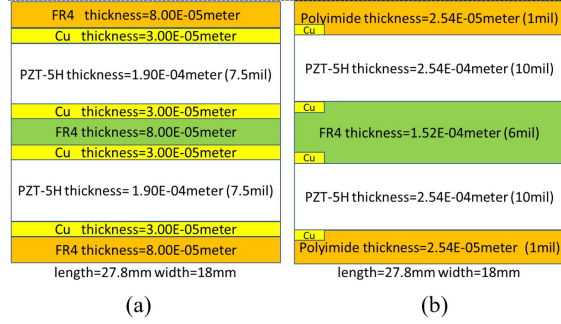 FR4 thickness=8.00E-05meter
Cu thickness=3.00E-05meter
PZT-5H thickness=1.90E-04meter (7.5mil)
Cu thickness=3.00E-05meter
FR4 thickness=8.00E-05meter
Cu thickness=3.00E-05meter
PZT-5H thickness= 1.90E-04meter (7.5mil)
Cu thickness=3.00E-05meter
FR4 thickness=8.00E-05meter
length=27.8mm width=18mm
(a)
Polyimide thickness=2.54E-05meter (1mil)
Cu
PZT-5H thickness=2.54E-04meter (10mil)
Cu
FR4 thickness=1.52E-04meter (6mil)
Cu
PZT-5H thickness=2.54E-04meter (10mil)
Cu
Polyimide thickness=2.54E-05meter (1mil)
length=27.8mm width=18mm
(b)